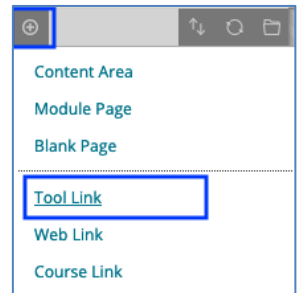 Content Area
Module Page
Blank Page
Tool Link
Web Link
Course Link